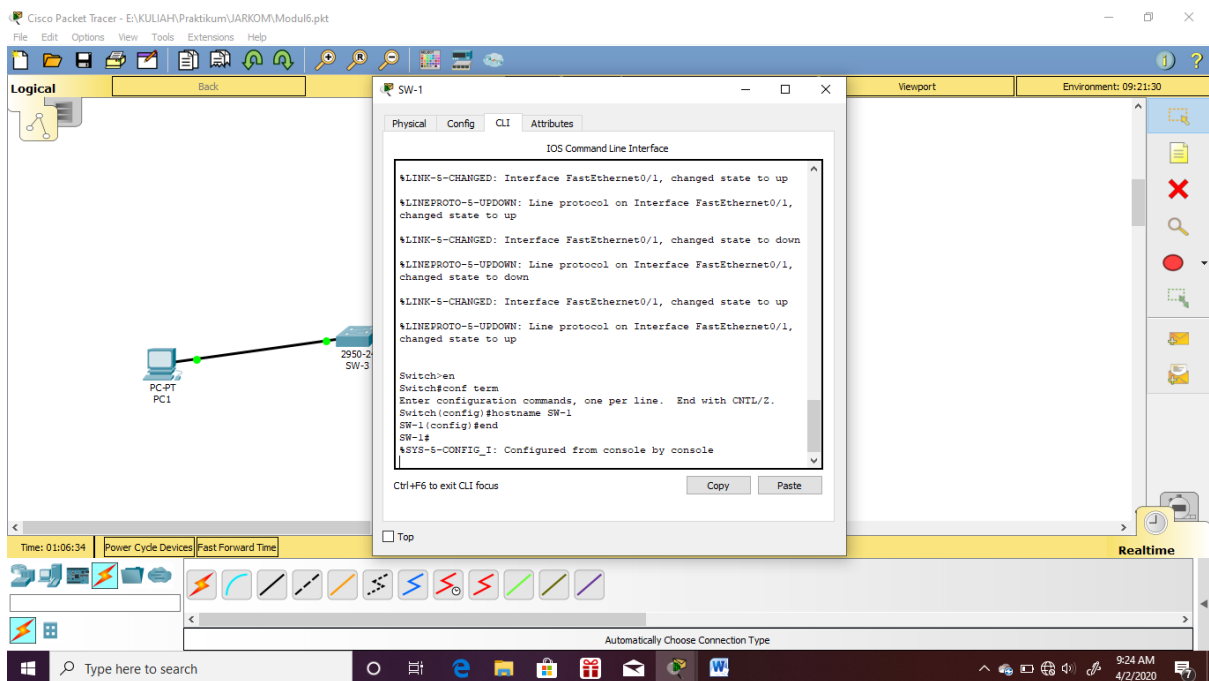 Cisco Packet Tracer - E:\KULIAH\Praktikum\JARKOM\Modul6.pkt
File Edit Options View Tools Extensions Help
Logical
Back
Viewport
Environment: 09:21:30
SW-1
Physical Config CLI Attributes
IOS Command Line Interface
%LINK-5-CHANGED: Interface FastEthernet0/1, changed state to up
%LINEPROTO-5-UPDOWN: Line protocol on Interface FastEthernet0/1,
changed state to up
%LINK-5-CHANGED: Interface FastEthernet0/1, changed state to down
%LINEPROTO-5-UPDOWN: Line protocol on Interface FastEthernet0/1,
changed state to down
%LINK-5-CHANGED: Interface FastEthernet0/1, changed state to up
%LINEPROTO-5-UPDOWN: Line protocol on Interface FastEthernet0/1,
changed state to up
Switch>en
Switch#conf term
Enter configuration commands, one per line. End with CNTL/Z.
Switch(config)#hostname SW-1
SW-1(config)#end
SW-1#
%SYS-5-CONFIG_I: Configured from console by console
Ctrl+F6 to exit CLI focus
Copy
Paste
Top
2950-2
SW-3
PC-PT
PC1
Time: 01:06:34
Power Cycle Devices
Fast Forward Time
Realtime
Automatically Choose Connection Type
Type here to search
9:24 AM
4/2/2020